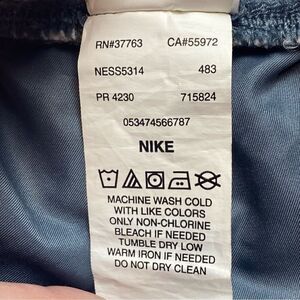 RN#37763 CA#55972
NESS5314 483
PR 4230 715824
053474566787
NIKE
MACHINE WASH COLD
WITH LIKE COLORS
ONLY NON-CHLORINE
BLEACH IF NEEDED
TUMBLE DRY LOW
WARM IRON IF NEEDED
DO NOT DRY CLEAN